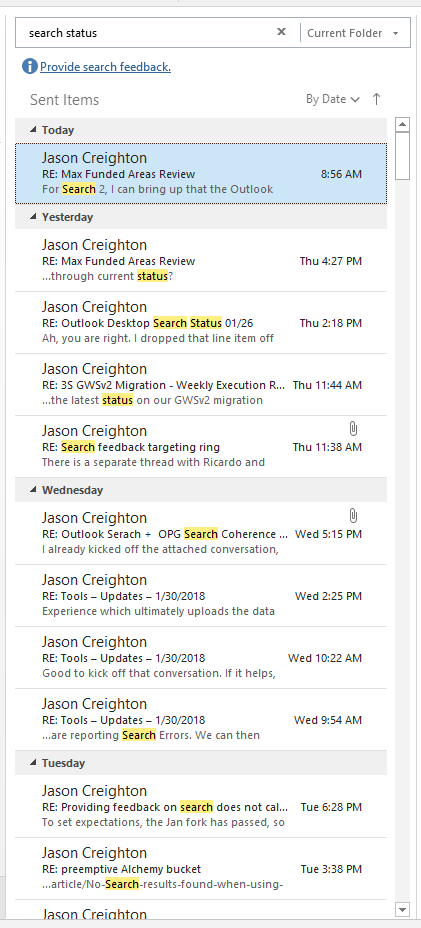 search status
Current Folder
Provide search feedback.
Sent Items
By Date
Today
Jason Creighton
RE: Max Funded Areas Review 8:56 AM
For Search 2, I can bring up that the Outlook
Yesterday
Jason Creighton
RE: Max Funded Areas Review Thu 4:27 PM
...through current status?
Jason Creighton
RE: Outlook Desktop Search Status 01/26 Thu 2:18 PM
Ah, you are right. I dropped that line item off
Jason Creighton
RE: 3S GWSv2 Migration - Weekly Execution R... Thu 11:44 AM
...the latest status on our GWSv2 migration
Jason Creighton
RE: Search feedback targeting ring Thu 11:38 AM
There is a separate thread with Ricardo and
Wednesday
Jason Creighton
RE: Outlook Serach + OPG Search Coherence ... Wed 5:15 PM
I already kicked off the attached conversation,
Jason Creighton
RE: Tools – Updates – 1/30/2018 Wed 2:25 PM
Experience which ultimately uploads the data
Jason Creighton
RE: Tools – Updates – 1/30/2018 Wed 10:22 AM
Good to kick off that conversation. If it helps,
Jason Creighton
RE: Tools – Updates – 1/30/2018 Wed 9:54 AM
...are reporting Search Errors. We can then
Tuesday
Jason Creighton
RE: Providing feedback on search does not cal... Tue 6:28 PM
To set expectations, the Jan fork has passed, so
Jason Creighton
RE: preemptive Alchemy bucket Tue 3:38 PM
...article/No-Search-results-found-when-using-
Jason Creighton